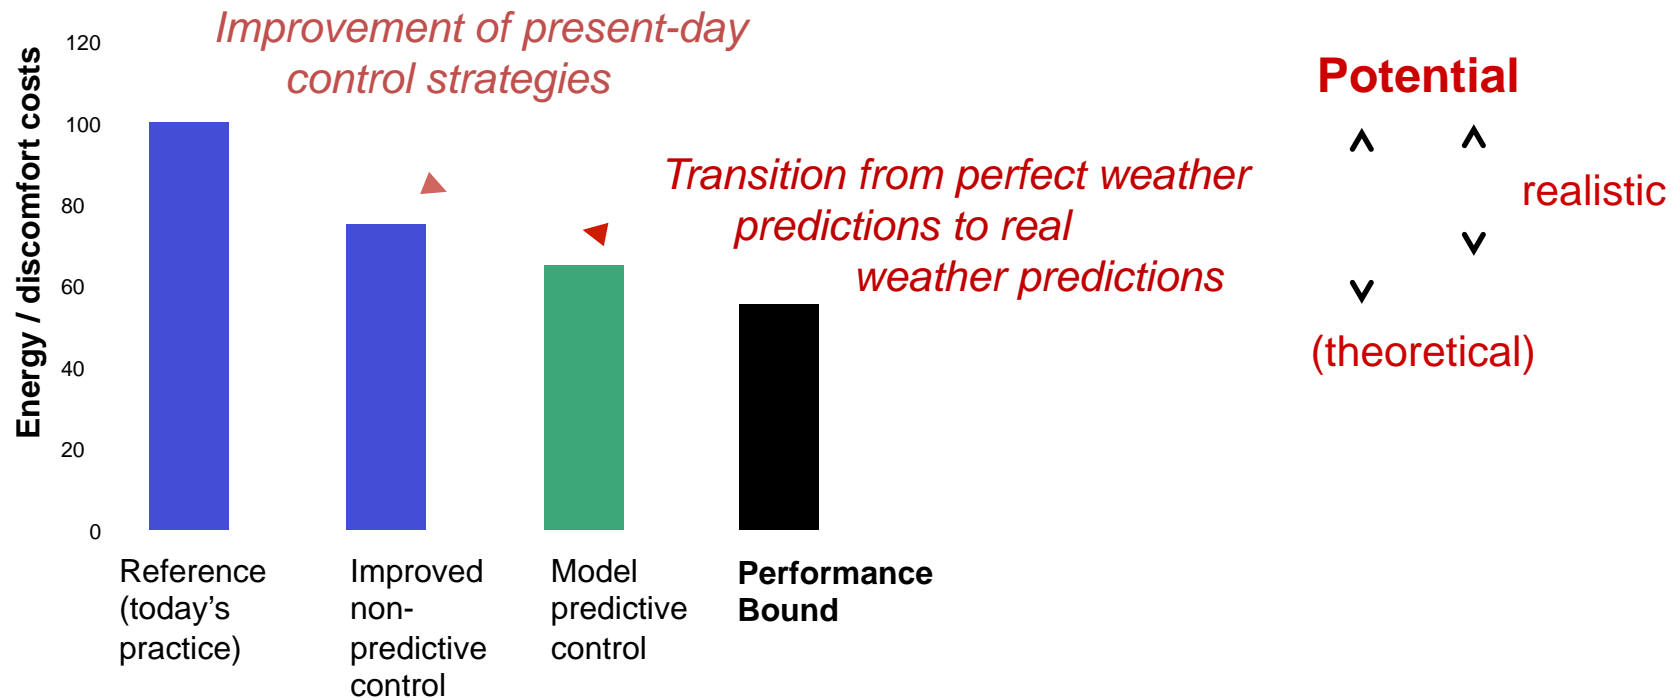 Improvement of present-day
control strategies
Energy / discomfort costs
120
100
80
60
40
20
0
Transition from perfect weather
predictions to real
weather predictions
Potential
realistic
(theoretical)
Reference
(today’s
practice)
Improved
non-
predictive
control
Model
predictive
control
Performance
Bound